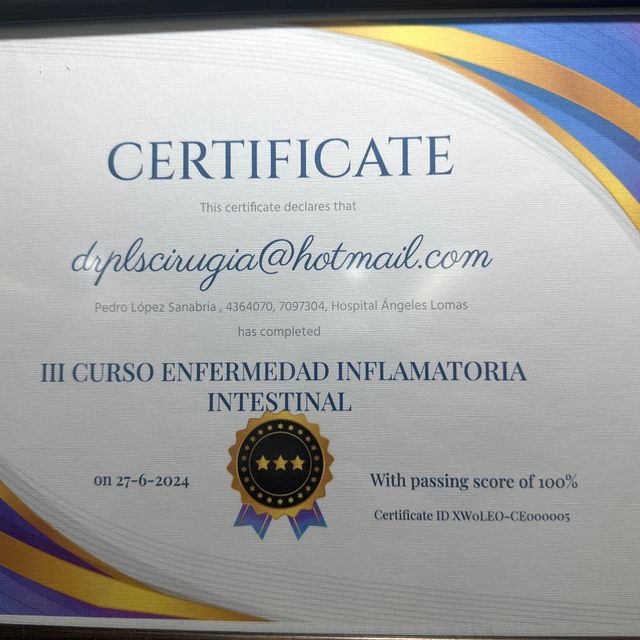 CERTIFICATE
This certificate declares that
drplscirugia@hotmail.com
Pedro López Sanabria , 4364070, 7097304, Hospital Ángeles Lomas
has completed
III CURSO ENFERMEDAD INFLAMATORIA
INTESTINAL
on 27-6-2024
With passing score of 100%
Certificate ID XW0LEO-CE000005